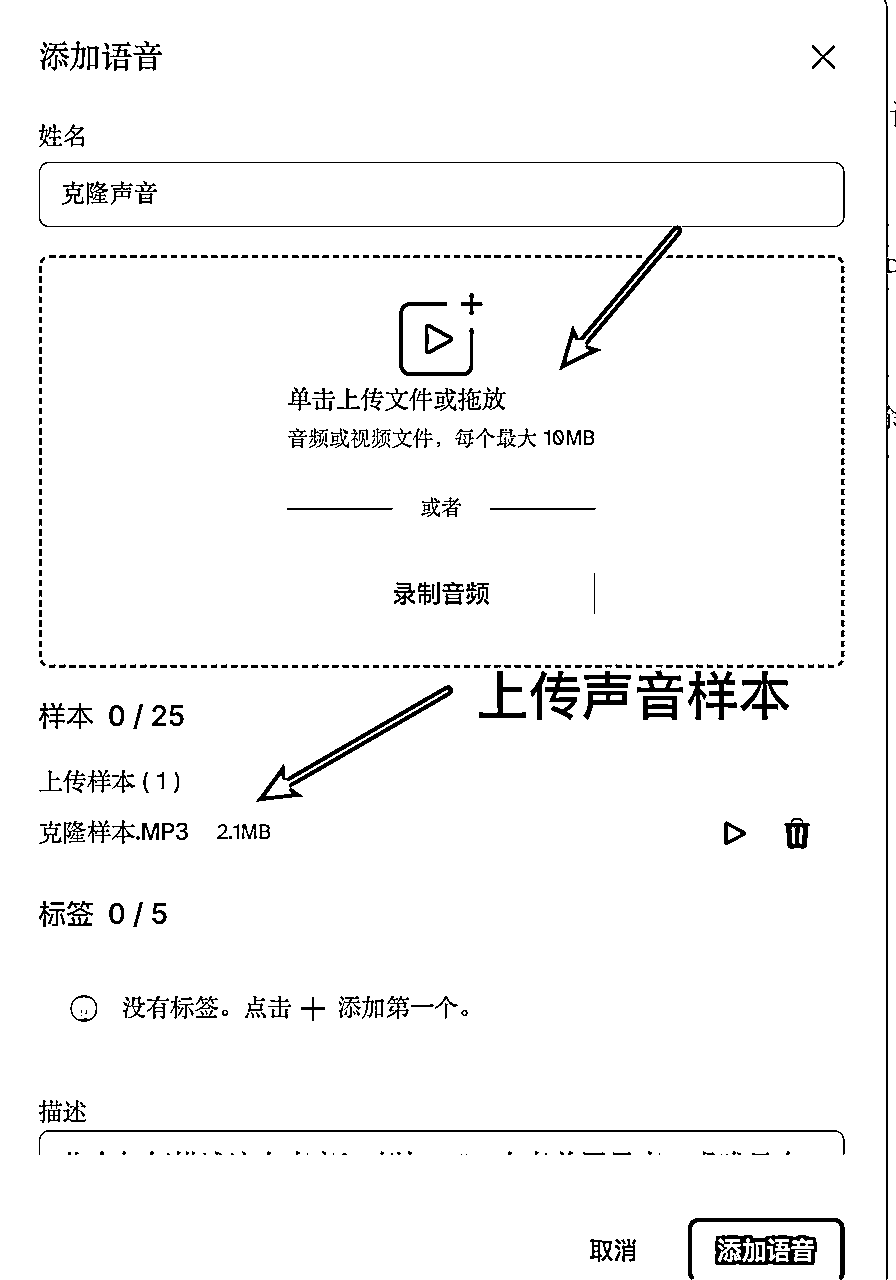 添加语音
姓名
克隆声音
单击上传文件或拖放
音频或视频文件，每个最大 10MB
或者
录制音频
上传声音样本
样本 0 / 25
上传样本 ( 1 )
克隆样本.MP3 2.1MB
标签 0 / 5
没有标签。点击 + 添加第一个。
描述
取消
添加语音